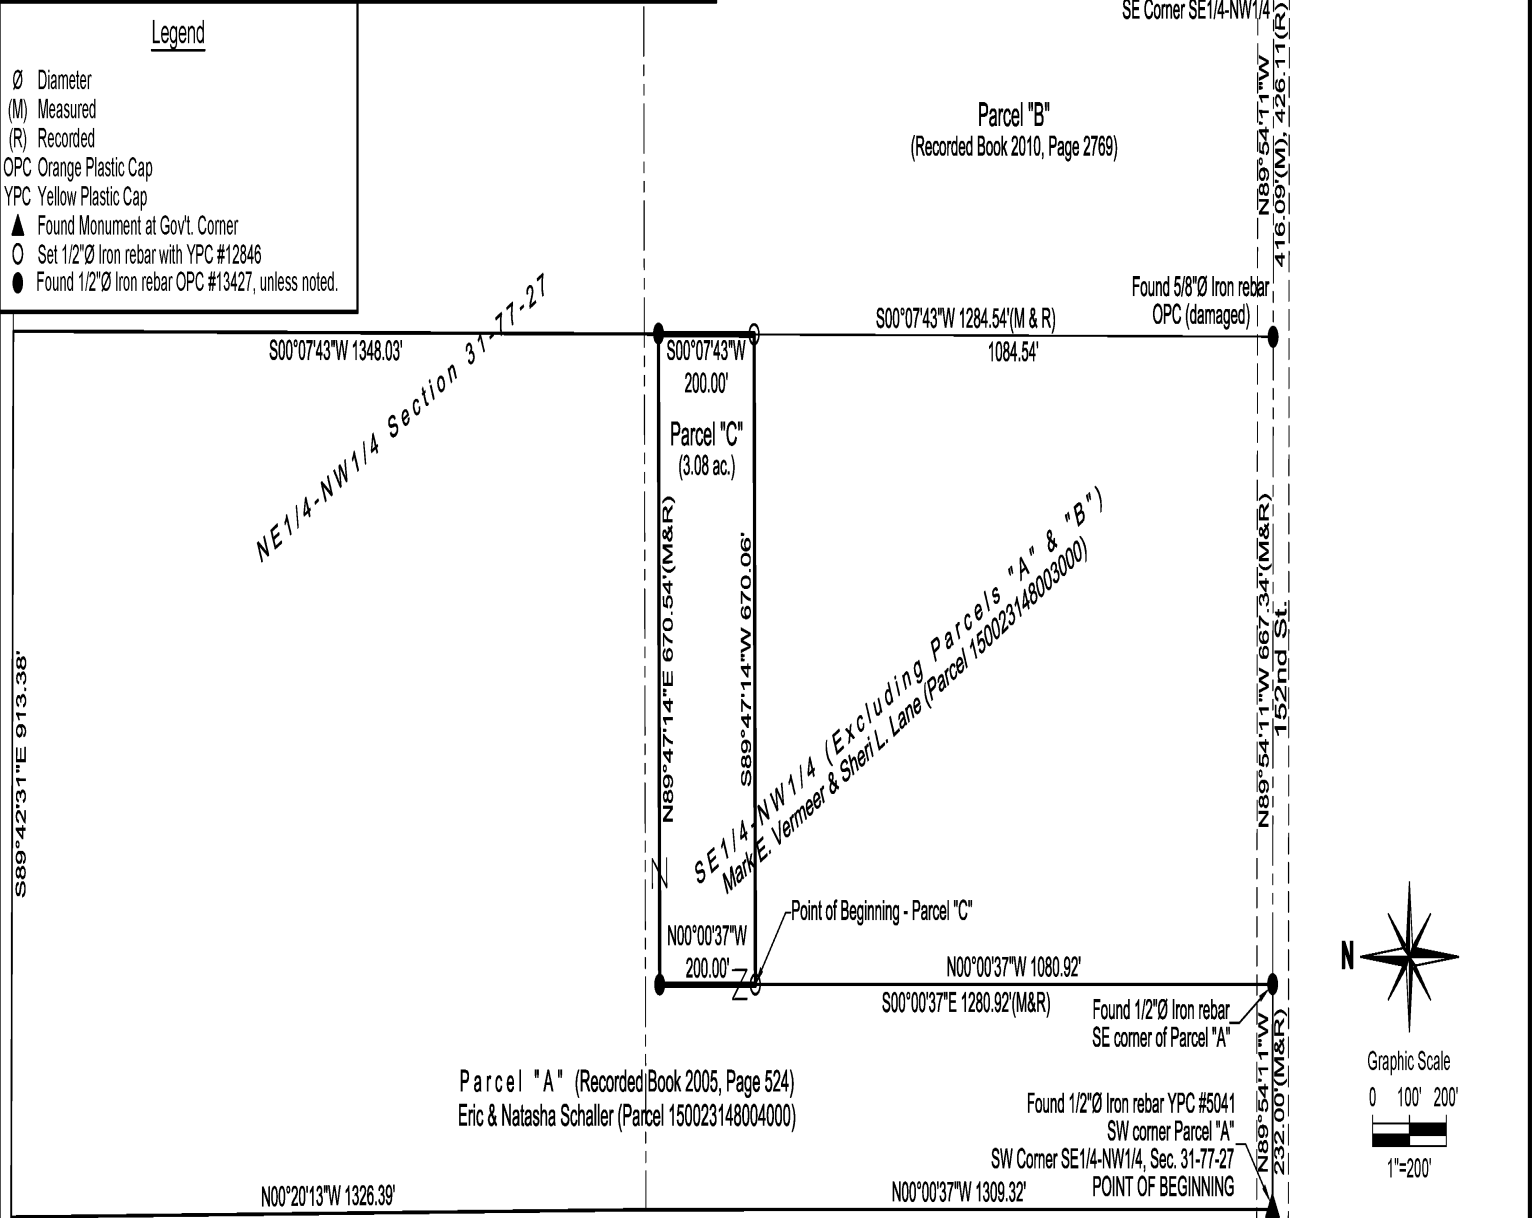 Legend
Ø Diameter
(M) Measured
(R) Recorded
OPC Orange Plastic Cap
YPC Yellow Plastic Cap
Found Monument at Gov't. Corner
Set 1/2"Ø Iron rebar with YPC #12846
Found 1/2"Ø Iron rebar OPC #13427, unless noted.
SE Corner SE1/4-NW1/4
Parcel "B"
(Recorded Book 2010, Page 2769)
N89°54'11"W
416.09'(M), 426.11(R)
Found 5/8"Ø Iron rebar
OPC (damaged)
S00°07'43"W 1348.03'
S00°07'43"W
200.00'
S00°07'43"W 1284.54'(M & R)
1084.54'
NE1/4-NW1/4 Section 31-77-27
Parcel "C"
(3.08 ac.)
N89°47'14"E 670.54'(M&R)
S89°47'14"W 670.06'
SE1/4-NW1/4 (Excluding Parcels "A" & "B")
Mark E. Vermeer & Sheri L. Lane (Parcel 150023148003000)
N89°54'11"W 667.34'(M&R)
152nd St.
S89°42'31"E 913.38'
Point of Beginning - Parcel "C"
N00°00'37"W
200.00'
N00°00'37"W 1080.92'
S00°00'37"E 1280.92'(M&R)
Found 1/2"Ø Iron rebar
SE corner of Parcel "A"
N89°54'11"W
232.00'(M&R)
Parcel "A" (Recorded Book 2005, Page 524)
Eric & Natasha Schaller (Parcel 150023148004000)
Found 1/2"Ø Iron rebar YPC #5041
SW corner Parcel "A"
SW Corner SE1/4-NW1/4, Sec. 31-77-27
POINT OF BEGINNING
N00°20'13"W 1326.39'
N00°00'37"W 1309.32'
N
Graphic Scale
0 100' 200'
1"=200'